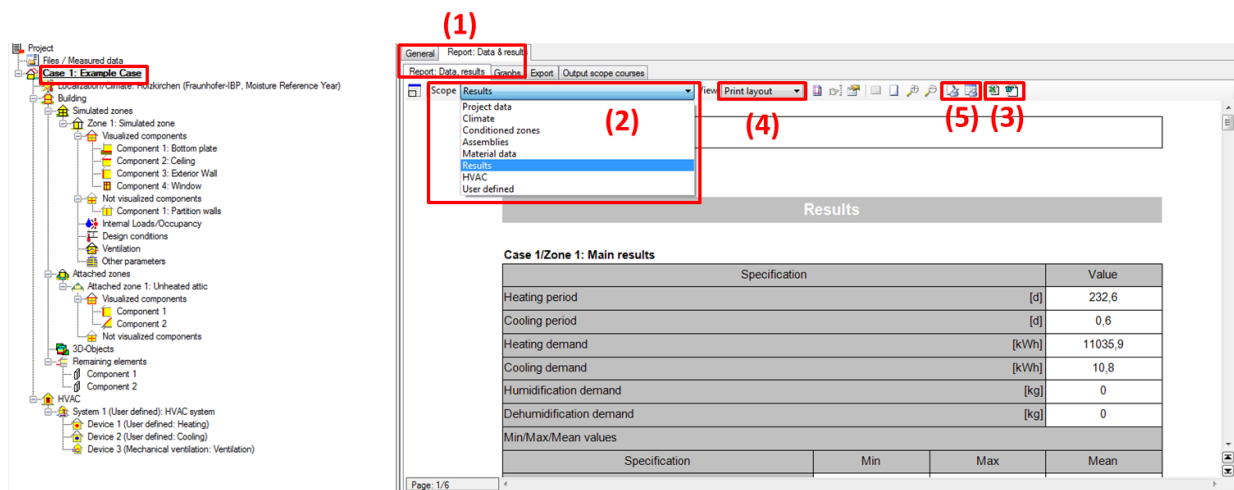 (1)
Project
Files / Measured data
Case 1: Example Case
Localization/Climate: Holzkirchen (Fraunhofer-IBP, Moisture Reference Year)
Building
Simulated zones
Zone 1: Simulated zone
Visualized components
Component 1: Bottom plate
Component 2: Ceiling
Component 3: Exterior Wall
Component 4: Window
Not visualized components
Component 1: Partition walls
Internal Loads/Occupancy
Design conditions
Ventilation
Other parameters
Attached zones
Attached zone 1: Unheated attic
Visualized components
Component 1
Component 2
Not visualized components
3D-Objects
Remaining elements
Component 1
Component 2
HVAC
System 1 (User defined): HVAC system
Device 1 (User defined: Heating)
Device 2 (User defined: Cooling)
Device 3 (Mechanical ventilation: Ventilation)
General Report: Data & results
Report: Data, results Graphs Export Output scope courses
Scope Results View Print layout
Project data
Climate
Conditioned zones
Assemblies
Material data
Results
HVAC
User defined
(2) (4) (5) (3)
Results
Case 1/Zone 1: Main results
Specification Value
Heating period [d] 232,6
Cooling period [d] 0,6
Heating demand [kWh] 11035,9
Cooling demand [kWh] 10,8
Humidification demand [kg] 0
Dehumidification demand [kg] 0
Min/Max/Mean values
Specification Min Max Mean
Page: 1/6